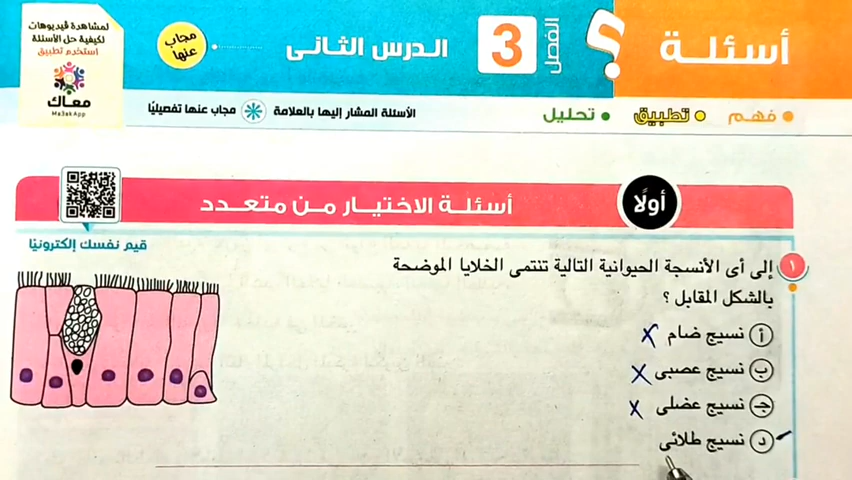 أسئلة
الفصل
3
الدرس الثانى
مجاب عنها
لمشاهدة فيديوهات
لكيفية حل الأسئلة
استخدم تطبيق
معاك
Ma3akApp
فهم
تطبيق
تحليل
الأسئلة المشار إليها بالعلامة
مجاب عنها تفصيليًا
أولًا
أسئلة الاختيار من متعدد
قيم نفسك إلكترونيًا
١ إلى أى الأنسجة الحيوانية التالية تنتمى الخلايا الموضحة
بالشكل المقابل ؟
أ نسيج ضام X
ب نسيج عصبى X
جـ نسيج عضلى X
د نسيج طلائى